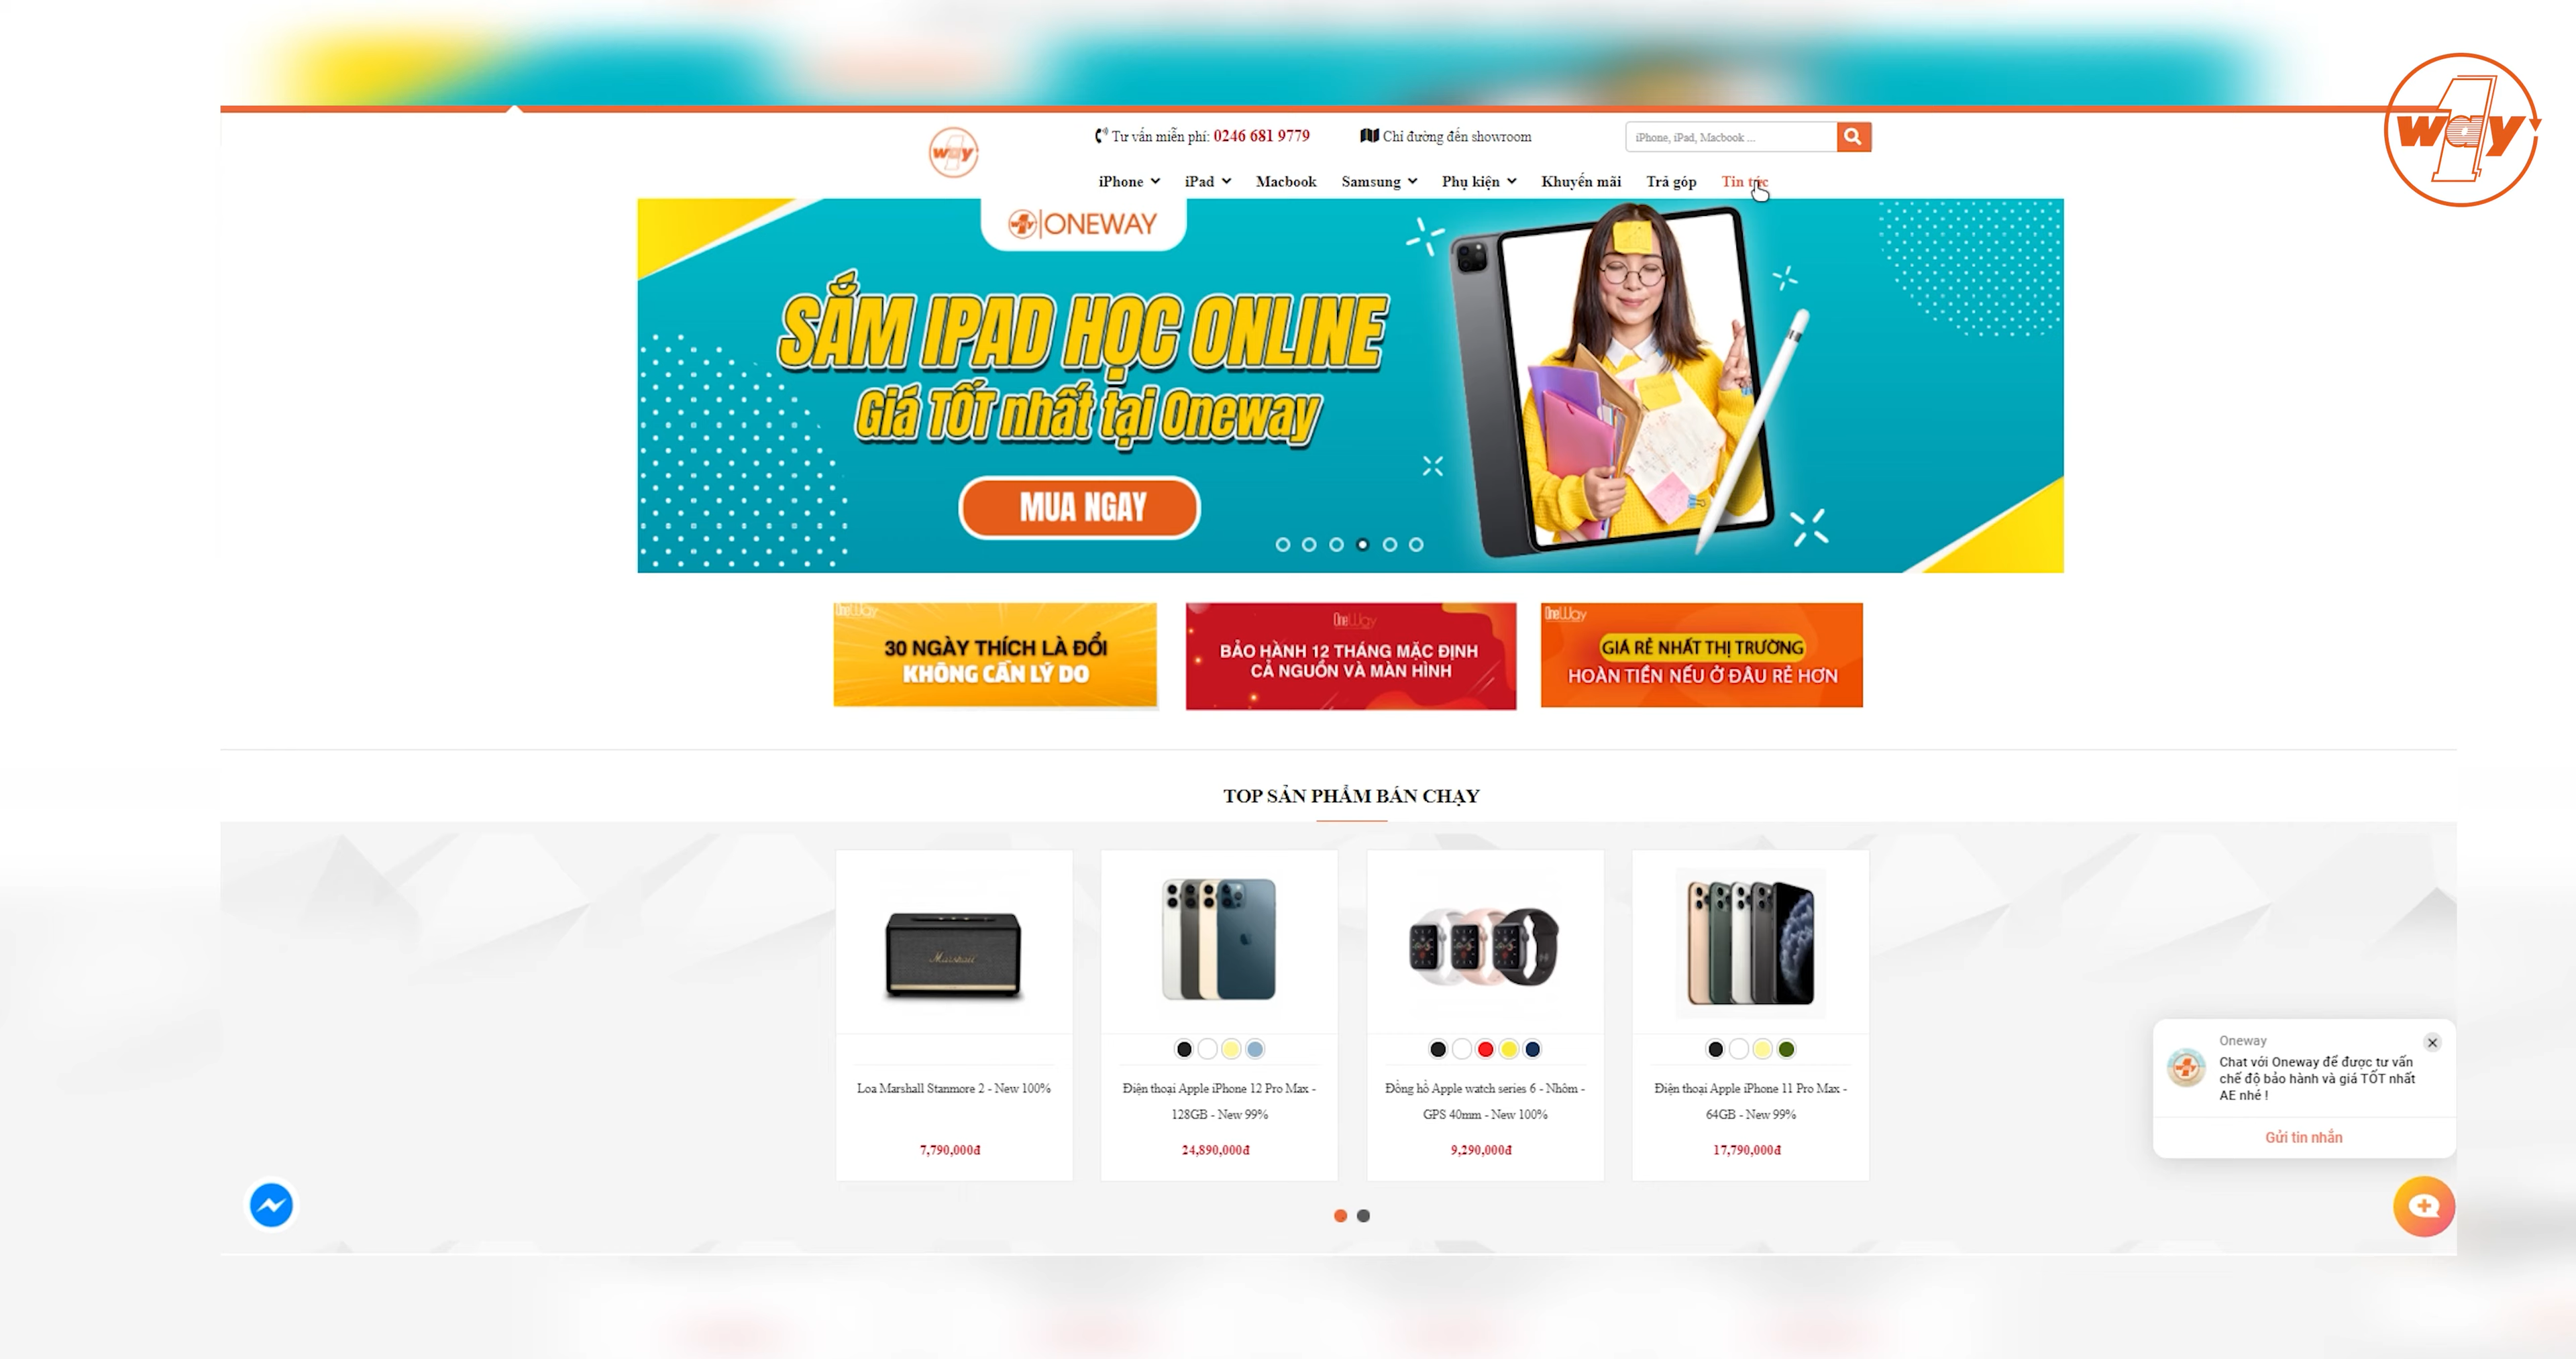 1 way
way
Tư vấn miễn phí: 0246 681 9779
Chỉ đường đến showroom
iPhone, iPad, Macbook ...
iPhone
iPad
Macbook
Samsung
Phụ kiện
Khuyến mãi
Trả góp
Tin tức
ONEWAY
SẮM IPAD HỌC ONLINE
Giá TỐT nhất tại Oneway
MUA NGAY
OneWay
30 NGÀY THÍCH LÀ ĐỔI
KHÔNG CẦN LÝ DO
OneWay
BẢO HÀNH 12 THÁNG MẶC ĐỊNH
CẢ NGUỒN VÀ MÀN HÌNH
OneWay
GIÁ RẺ NHẤT THỊ TRƯỜNG
HOÀN TIỀN NẾU Ở ĐÂU RẺ HƠN
TOP SẢN PHẨM BÁN CHẠY
Marshall
Loa Marshall Stanmore 2 - New 100%
7,790,000đ
Điện thoại Apple iPhone 12 Pro Max -
128GB - New 99%
24,890,000đ
Đồng hồ Apple watch series 6 - Nhôm -
GPS 40mm - New 100%
9,290,000đ
Điện thoại Apple iPhone 11 Pro Max -
64GB - New 99%
17,790,000đ
Oneway
Chat với Oneway để được tư vấn
chế độ bảo hành và giá TỐT nhất
AE nhé !
Gửi tin nhắn